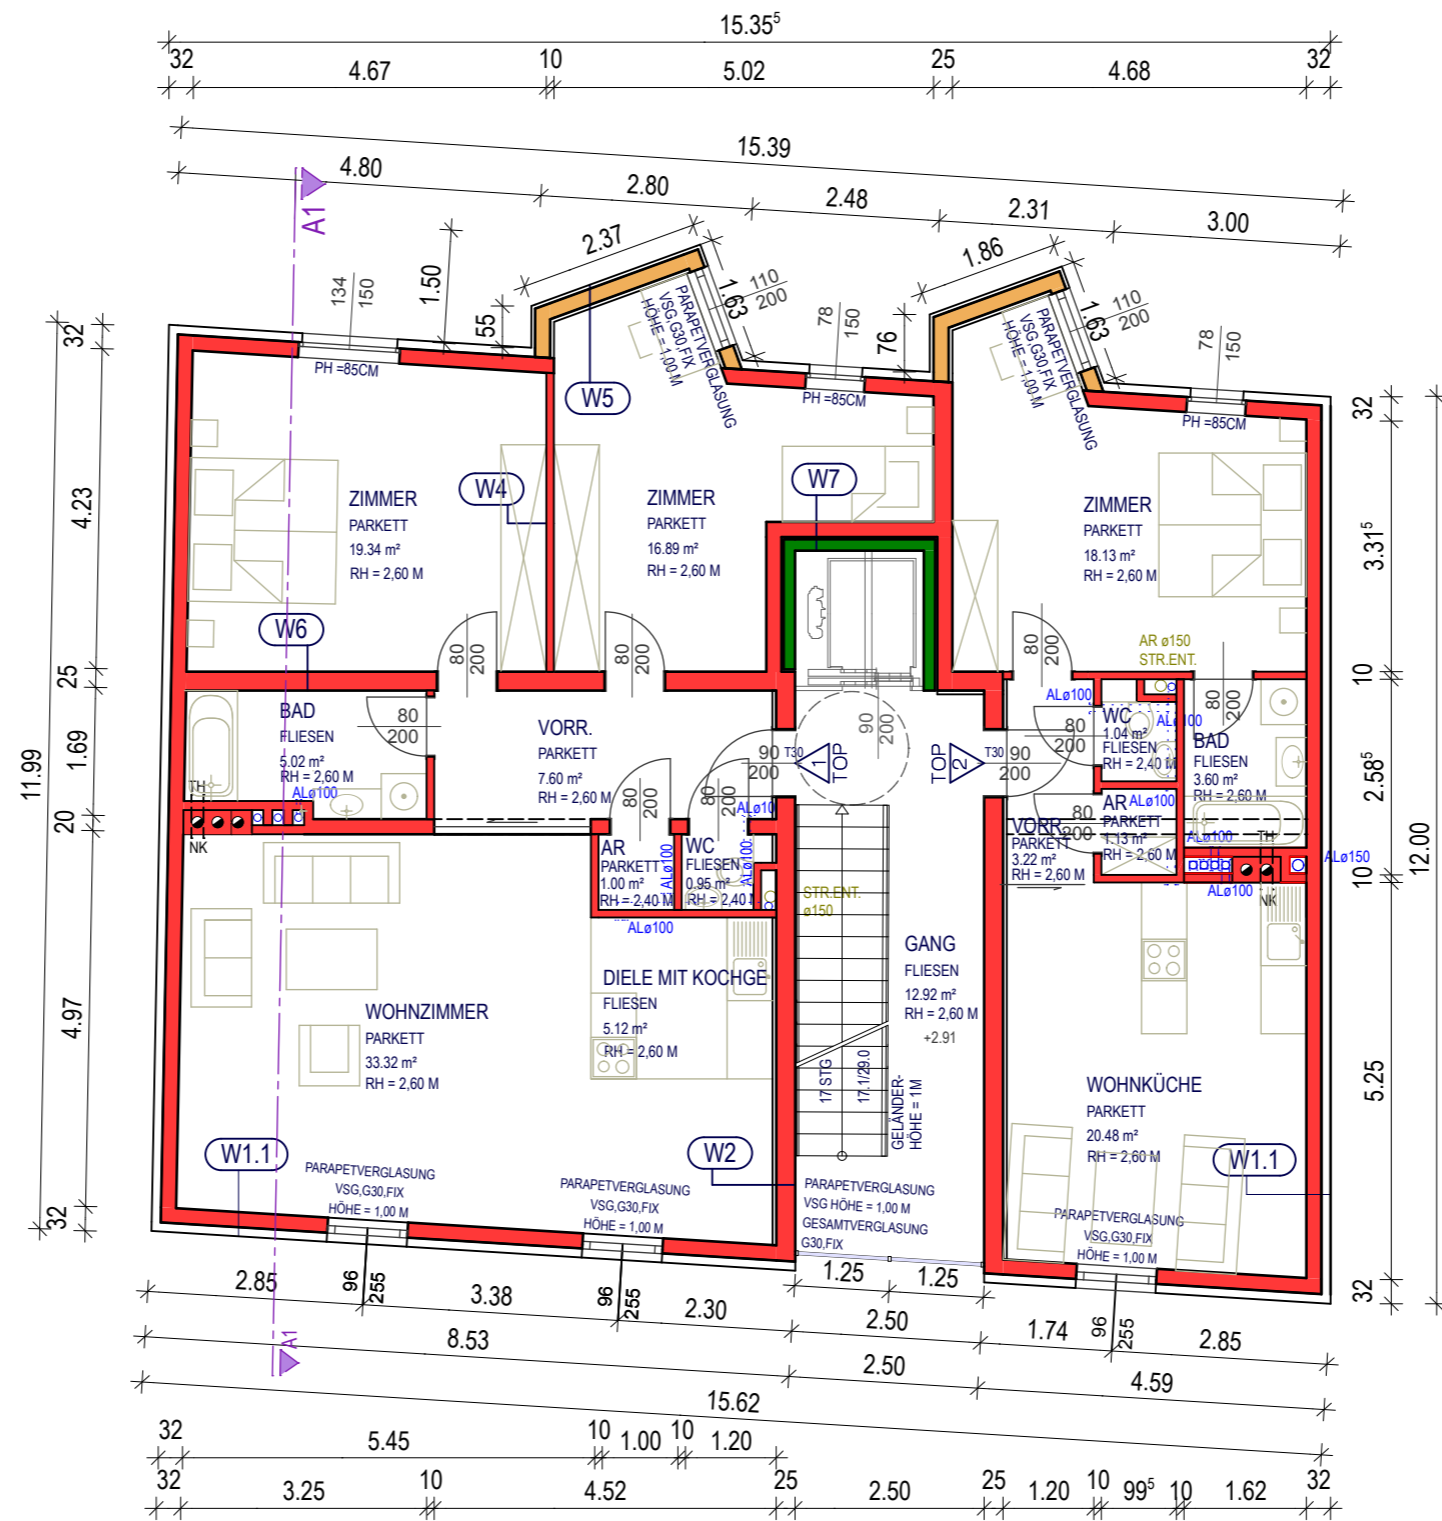 15.35⁵
32
4.67
10
5.02
25
4.68
32
15.39
4.80
2.80
2.48
2.31
3.00
A1
134
150
1.50
55
2.37
1.63
110
200
78
150
76
1.86
1.63
110
200
78
150
PARAPETVERGLASUNG
VSG,G30,FIX
HÖHE = 1,00 M
PARAPETVERGLASUNG
VSG,G30,FIX
HÖHE = 1,00 M
PH =85CM
PH =85CM
PH =85CM
W5
W4
W7
W6
ZIMMER
PARKETT
19.34 m²
RH = 2,60 M
ZIMMER
PARKETT
16.89 m²
RH = 2,60 M
ZIMMER
PARKETT
18.13 m²
RH = 2,60 M
32
4.23
25
1.69
20
4.97
32
11.99
32
3.31⁵
10
2.58⁵
10
5.25
32
12.00
80
200
80
200
80
200
AR ø150
STR.ENT.
80
200
BAD
FLIESEN
5.02 m²
RH = 2,60 M
ALø100
80
200
TH
NK
VORR.
PARKETT
7.60 m²
RH = 2,60 M
80
200
80
200
90
200
T30
1
TOP
90
200
TOP
2
T30
90
200
ALø100
80
200
WC
1.04 m²
FLIESEN
RH = 2,40 M
ALø100
BAD
FLIESEN
3.60 m²
RH = 2,60 M
VORR.
PARKETT
3.22 m²
RH = 2,60 M
80
200
AR
PARKETT
1.13 m²
RH = 2,60 M
ALø100
ALø100
TH
ALø150
ALø100
NK
AR
PARKETT
1.00 m²
RH = 2,40 M
ALø100
WC
FLIESEN
0.95 m²
RH = 2,40 M
ALø10
ALø100
ALø100
STR.ENT.
ø150
GANG
FLIESEN
12.92 m²
RH = 2,60 M
+2.91
DIELE MIT KOCHGE
FLIESEN
5.12 m²
RH = 2,60 M
WOHNZIMMER
PARKETT
33.32 m²
RH = 2,60 M
17 STG
17.1/29.0
GELÄNDER-
HÖHE = 1M
WOHNKÜCHE
PARKETT
20.48 m²
RH = 2,60 M
W1.1
W2
W1.1
PARAPETVERGLASUNG
VSG,G30,FIX
HÖHE = 1,00 M
PARAPETVERGLASUNG
VSG,G30,FIX
HÖHE = 1,00 M
PARAPETVERGLASUNG
VSG HÖHE = 1,00 M
GESAMTVERGLASUNG
G30,FIX
PARAPETVERGLASUNG
VSG,G30,FIX
HÖHE = 1,00 M
2.85
96
255
3.38
96
255
2.30
1.25
1.25
2.50
1.74
96
255
2.85
A1
8.53
2.50
4.59
15.62
32
5.45
10
1.00
10
1.20
32
3.25
10
4.52
25
2.50
25
1.20
10
99⁵
10
1.62
32